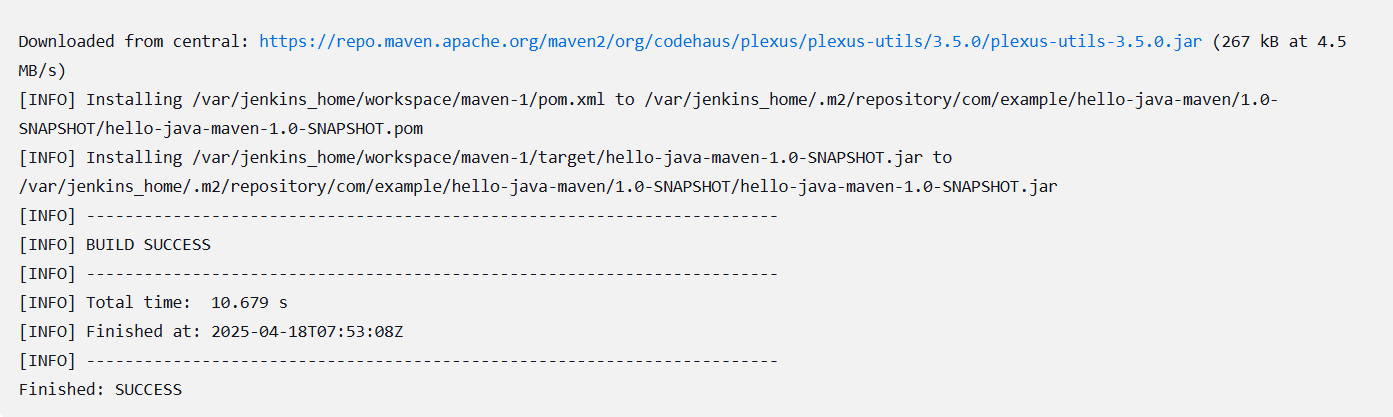 Downloaded from central: https://repo.maven.apache.org/maven2/org/codehaus/plexus/plexus-utils/3.5.0/plexus-utils-3.5.0.jar (267 kB at 4.5
MB/s)
[INFO] Installing /var/jenkins_home/workspace/maven-1/pom.xml to /var/jenkins_home/.m2/repository/com/example/hello-java-maven/1.0-
SNAPSHOT/hello-java-maven-1.0-SNAPSHOT.pom
[INFO] Installing /var/jenkins_home/workspace/maven-1/target/hello-java-maven-1.0-SNAPSHOT.jar to
/var/jenkins_home/.m2/repository/com/example/hello-java-maven/1.0-SNAPSHOT/hello-java-maven-1.0-SNAPSHOT.jar
[INFO] ------------------------------------------------------------------------
[INFO] BUILD SUCCESS
[INFO] ------------------------------------------------------------------------
[INFO] Total time:  10.679 s
[INFO] Finished at: 2025-04-18T07:53:08Z
[INFO] ------------------------------------------------------------------------
Finished: SUCCESS